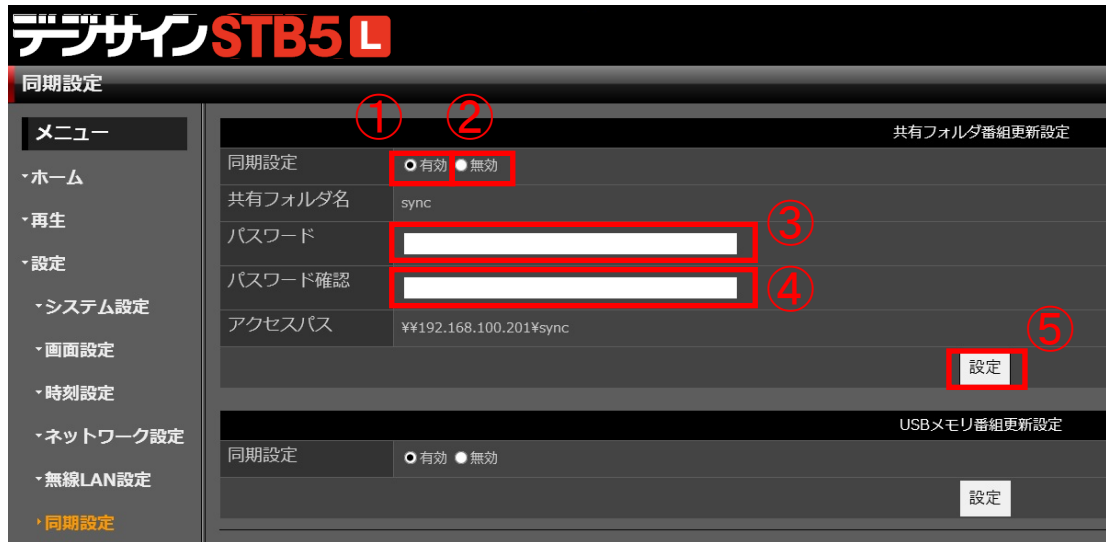 デジサインSTB5 L
同期設定
メニュー
ホーム
再生
設定
システム設定
画面設定
時刻設定
ネットワーク設定
無線LAN設定
同期設定
① ②
共有フォルダ番組更新設定
同期設定 有効 無効
共有フォルダ名 sync
パスワード ③
パスワード確認 ④
アクセスパス ¥¥192.168.100.201¥sync
⑤
設定
USBメモリ番組更新設定
同期設定 有効 無効
設定